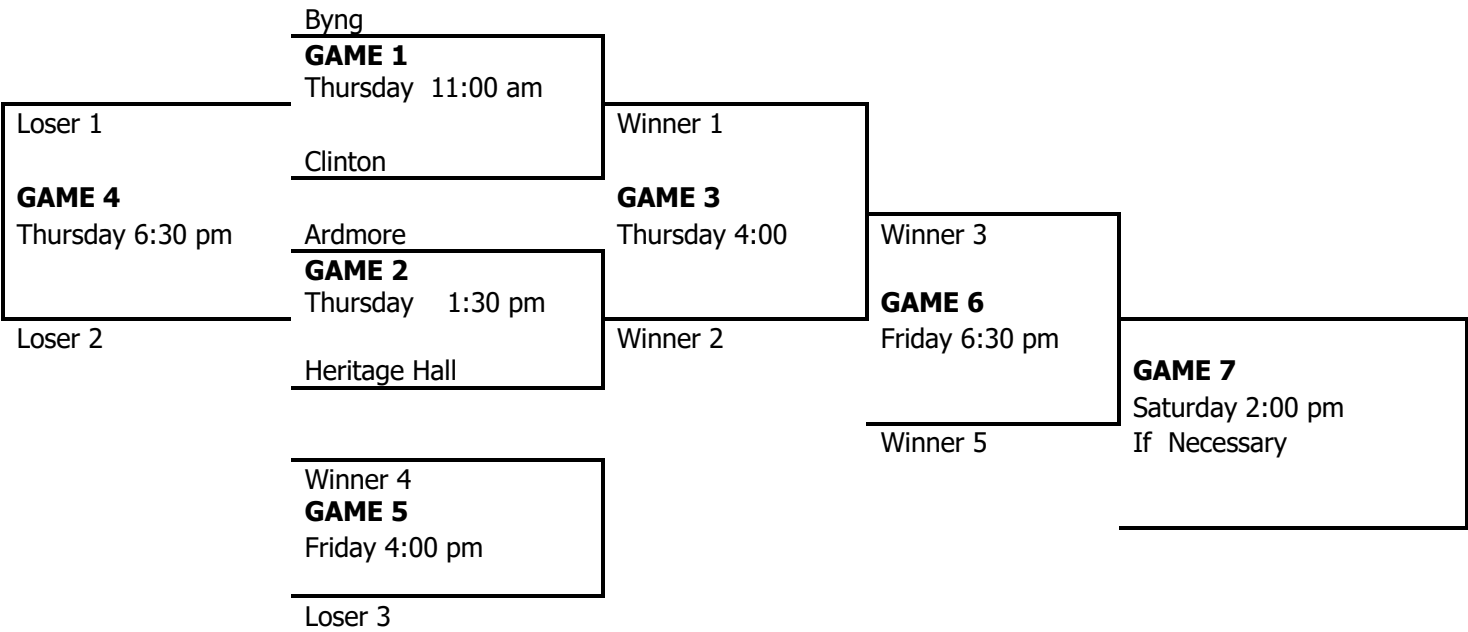 Byng
GAME 1
Thursday 11:00 am
Loser 1
Winner 1
Clinton
GAME 4
GAME 3
Thursday 6:30 pm
Ardmore
Thursday 4:00
Winner 3
GAME 2
Thursday 1:30 pm
GAME 6
Loser 2
Winner 2
Friday 6:30 pm
Heritage Hall
GAME 7
Saturday 2:00 pm
Winner 5
If Necessary
Winner 4
GAME 5
Friday 4:00 pm
Loser 3